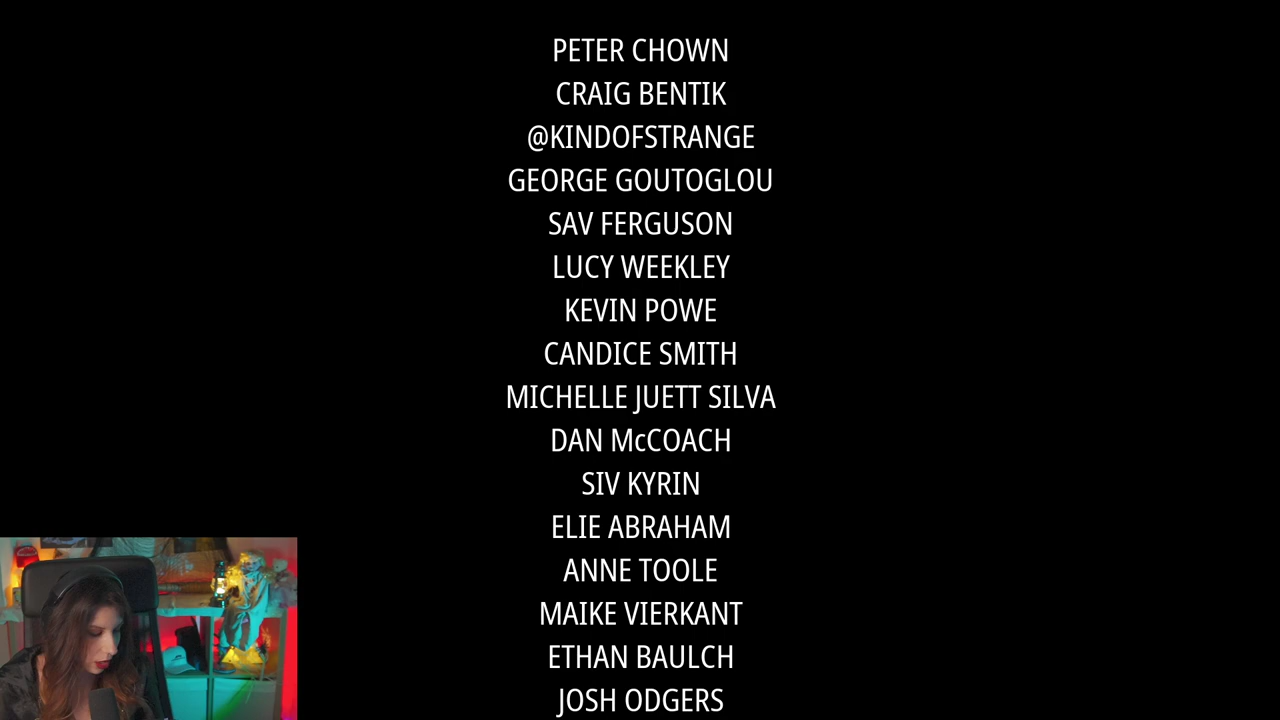 PETER CHOWN
CRAIG BENTIK
@KINDOFSTRANGE
GEORGE GOUTOGLOU
SAV FERGUSON
LUCY WEEKLEY
KEVIN POWE
CANDICE SMITH
MICHELLE JUETT SILVA
DAN McCOACH
SIV KYRIN
ELIE ABRAHAM
ANNE TOOLE
MAIKE VIERKANT
ETHAN BAULCH
JOSH ODGERS